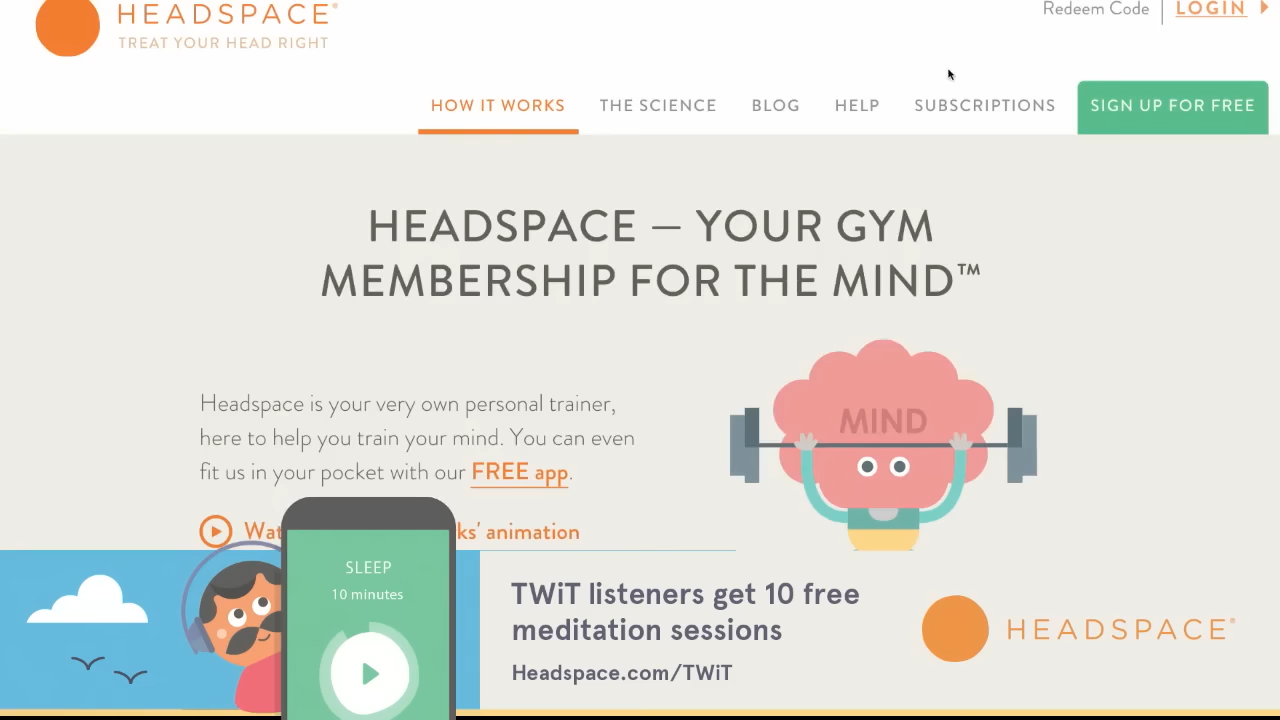 HEADSPACE®
TREAT YOUR HEAD RIGHT
Redeem Code
LOGIN
HOW IT WORKS
THE SCIENCE
BLOG
HELP
SUBSCRIPTIONS
SIGN UP FOR FREE
HEADSPACE — YOUR GYM
MEMBERSHIP FOR THE MIND™
Headspace is your very own personal trainer,
here to help you train your mind. You can even
fit us in your pocket with our FREE app.
MIND
ks' animation
SLEEP
10 minutes
TWiT listeners get 10 free
meditation sessions
Headspace.com/TWiT
HEADSPACE®